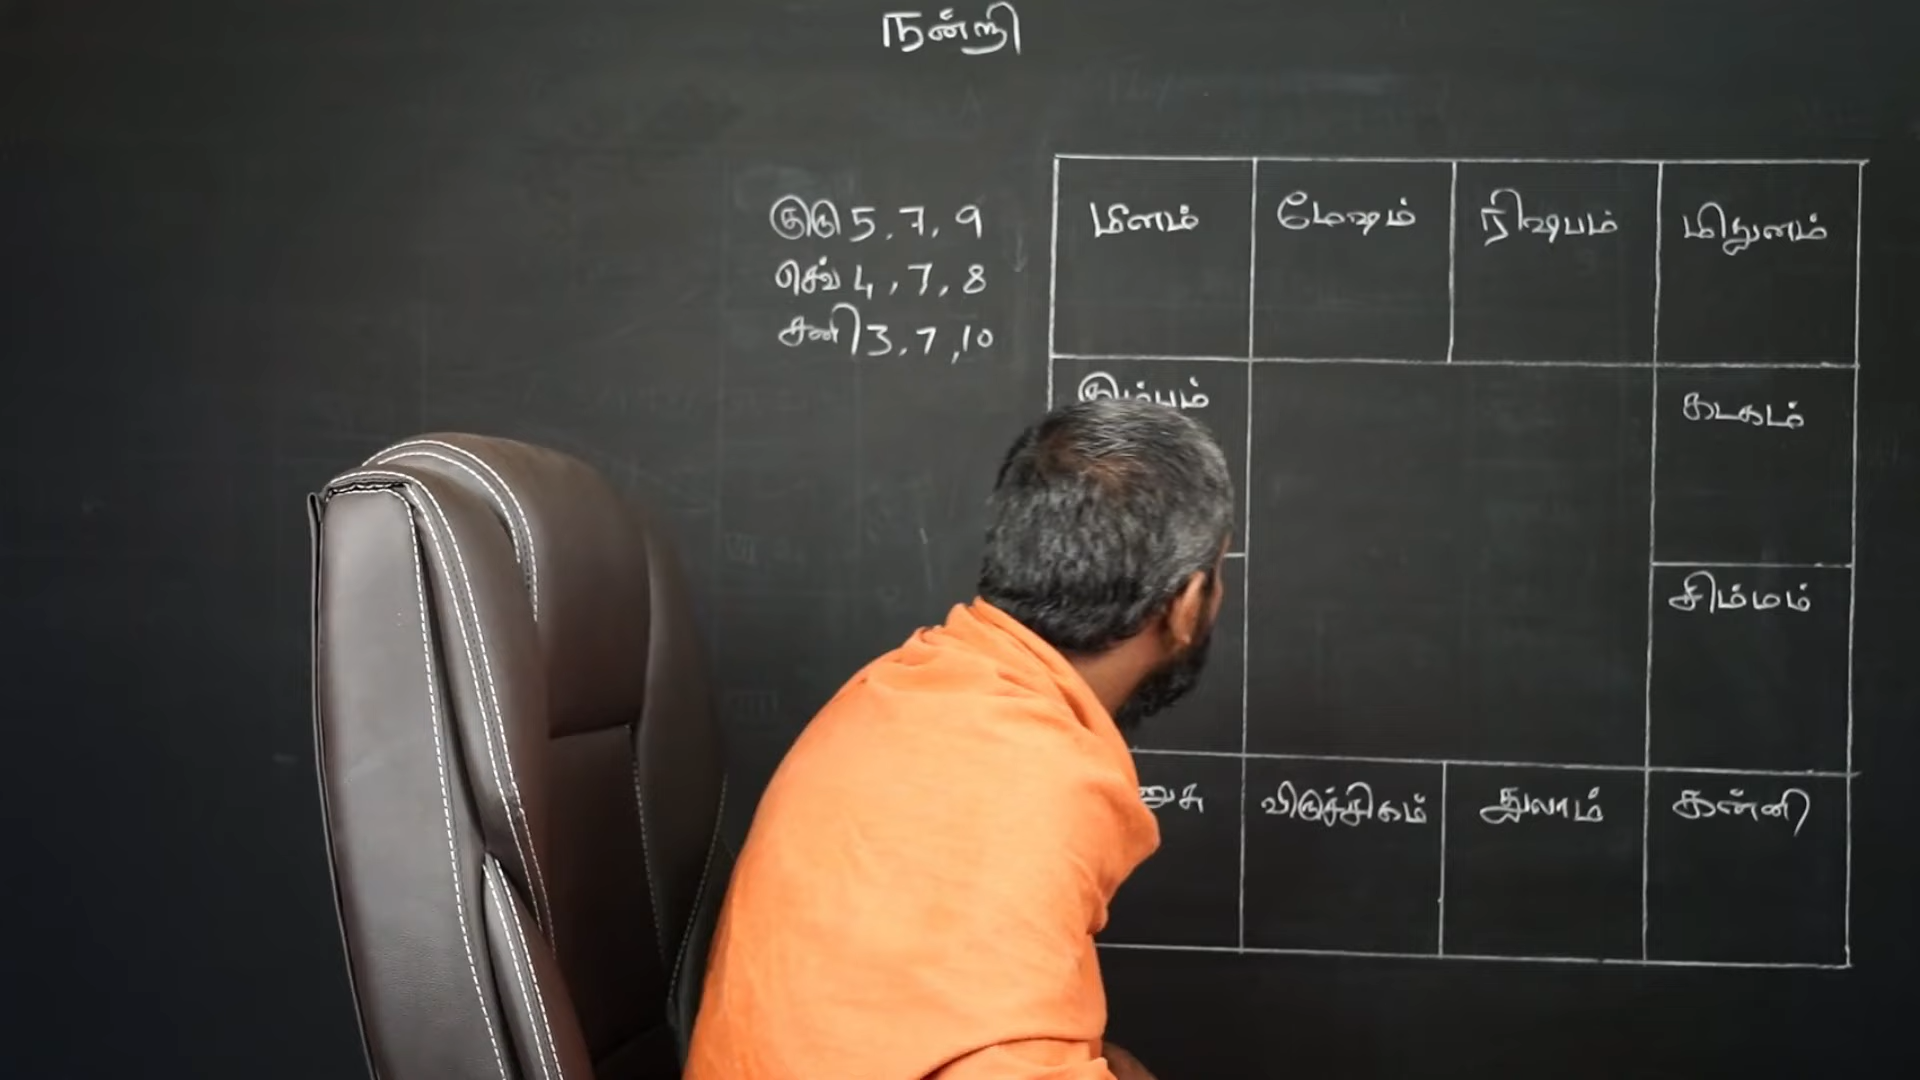 நன்றி
குரு 5, 7, 9
செவ் 4, 7, 8
சனி 3, 7, 10
மீனம் மேஷம் ரிஷபம் மிதுனம்
கும்பம் கடகம்
சிம்மம்
விருச்சிகம் துலாம் கன்னி